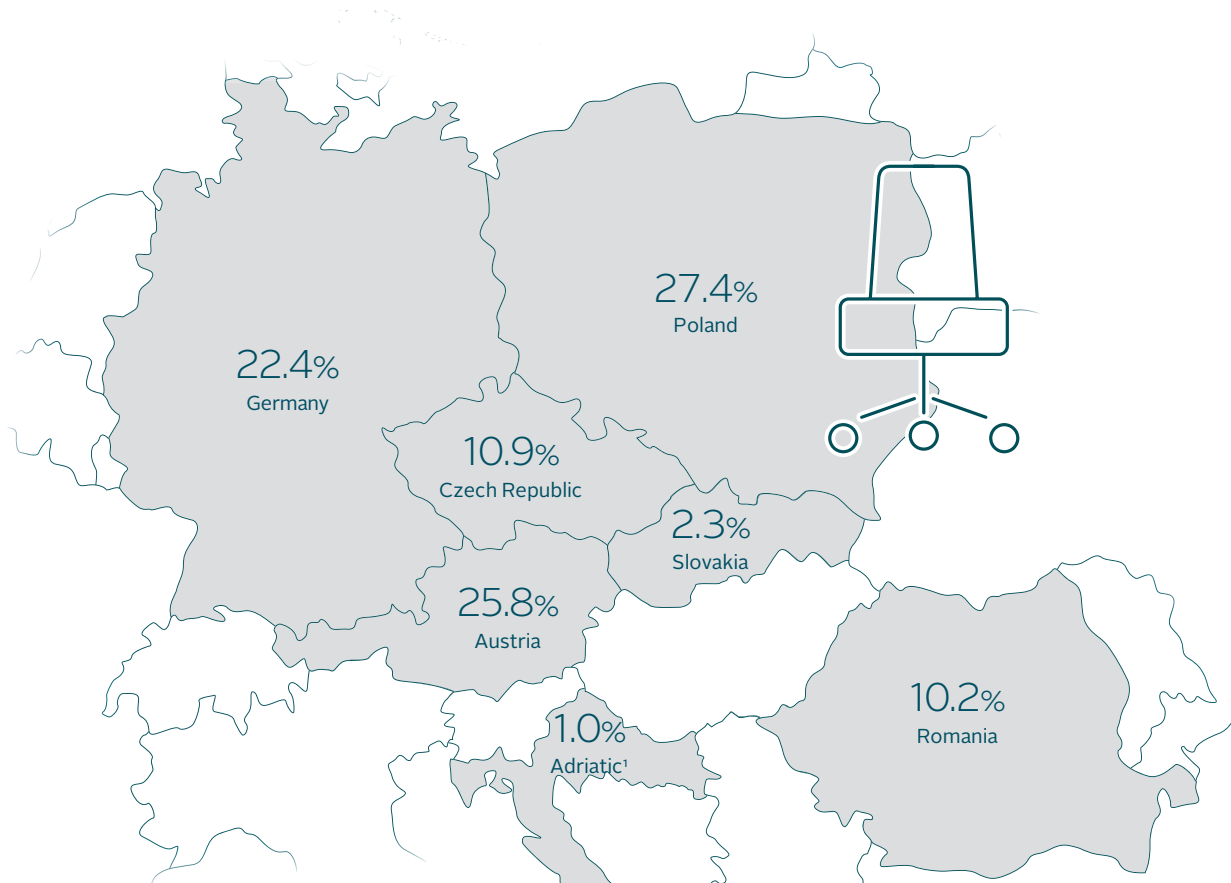 27.4%
Poland
22.4%
Germany
10.9%
Czech Republic
2.3%
Slovakia
25.8%
Austria
10.2%
Romania
1.0%
Adriatic¹